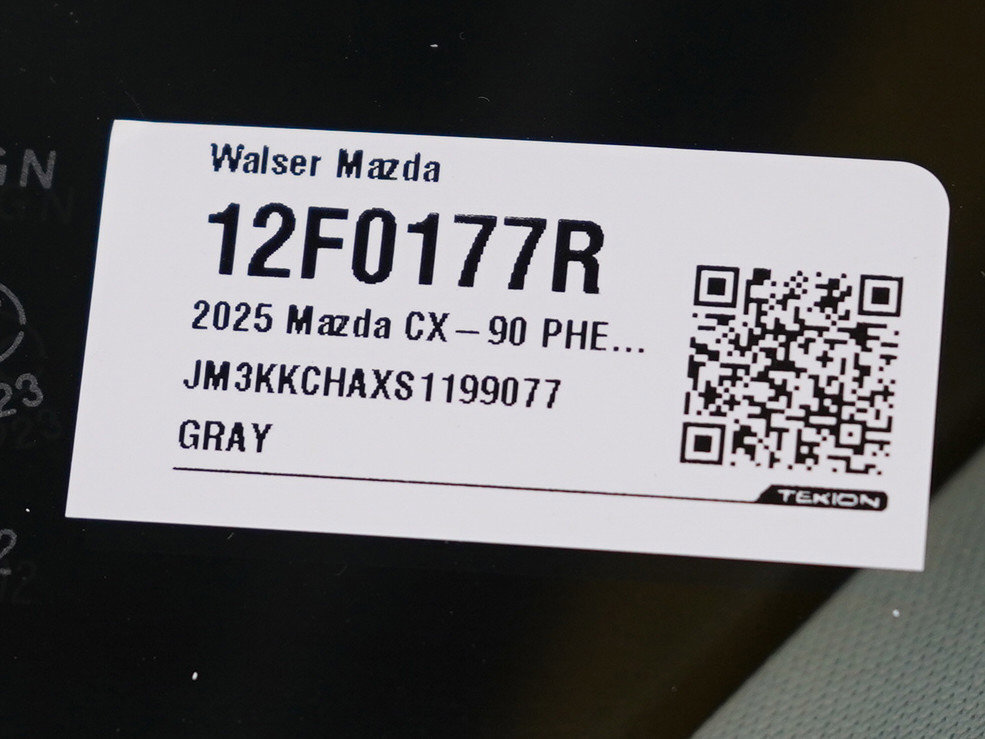 Walser Mazda
12F0177R
2025 Mazda CX-90 PHE...
JM3KKCHAXS1199077
GRAY
TEKION